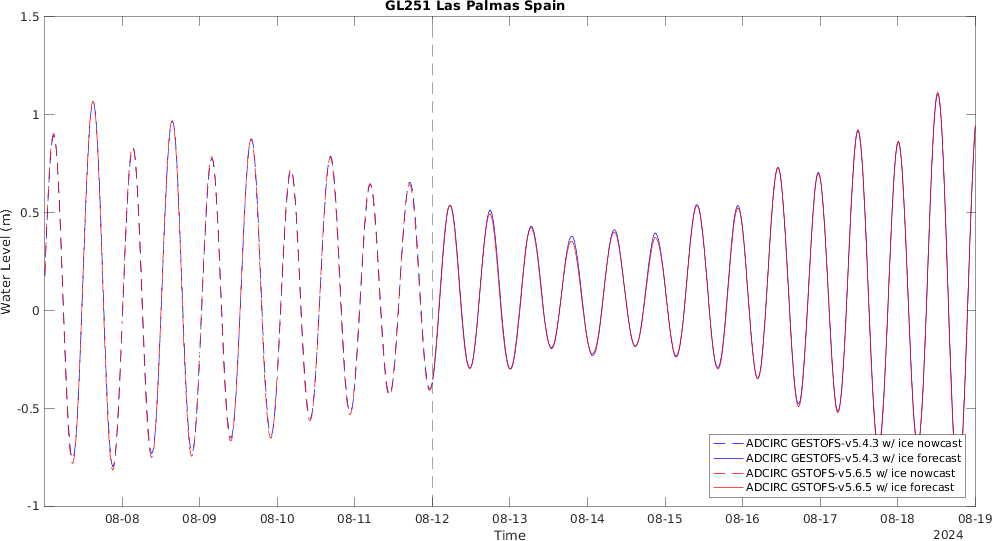 GL251 Las Palmas Spain
1.5
1
0.5
0
-0.5
-1
Water Level (m)
ADCIRC GESTOFS-v5.4.3 w/ ice nowcast
ADCIRC GESTOFS-v5.4.3 w/ ice forecast
ADCIRC GSTOFS-v5.6.5 w/ ice nowcast
ADCIRC GSTOFS-v5.6.5 w/ ice forecast
08-08 08-09 08-10 08-11 08-12 08-13 08-14 08-15 08-16 08-17 08-18 08-19
Time
2024